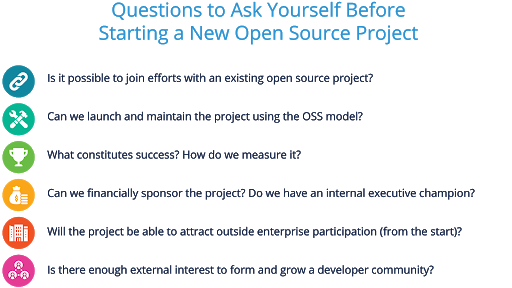 Questions to Ask Yourself Before
Starting a New Open Source Project
Is it possible to join efforts with an existing open source project?
Can we launch and maintain the project using the OSS model?
What constitutes success? How do we measure it?
Can we financially sponsor the project? Do we have an internal executive champion?
Will the project be able to attract outside enterprise participation (from the start)?
Is there enough external interest to form and grow a developer community?